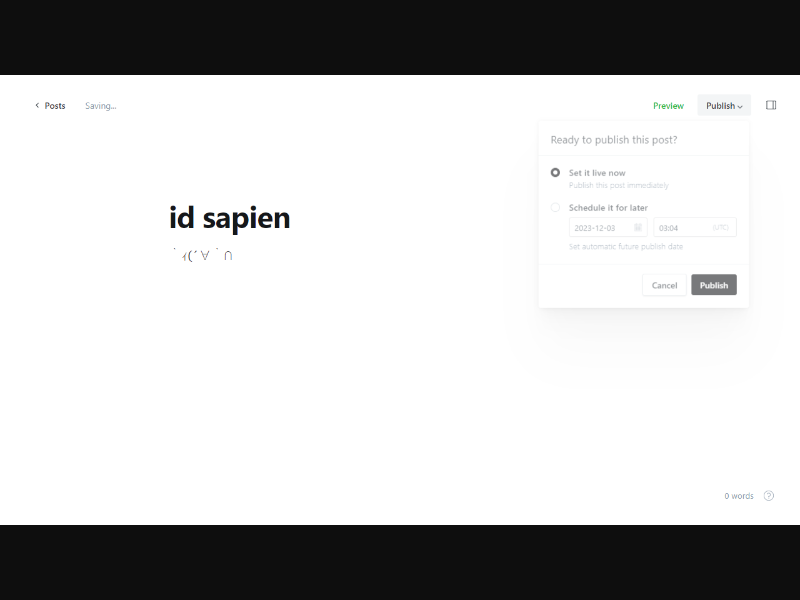 Posts
Saving...
Preview
Publish
Ready to publish this post?
Set it live now
Publish this post immediately
Schedule it for later
2023-12-03
03:04
(UTC)
Set automatic future publish date
Cancel
Publish
id sapien
0 words